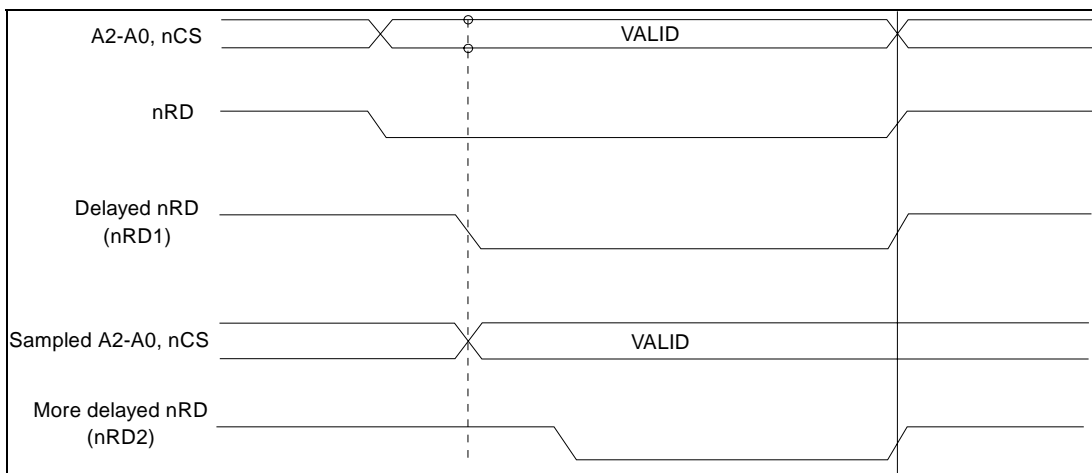 A2-A0, nCS
VALID
nRD
Delayed nRD
(nRD1)
Sampled A2-A0, nCS
VALID
More delayed nRD
(nRD2)